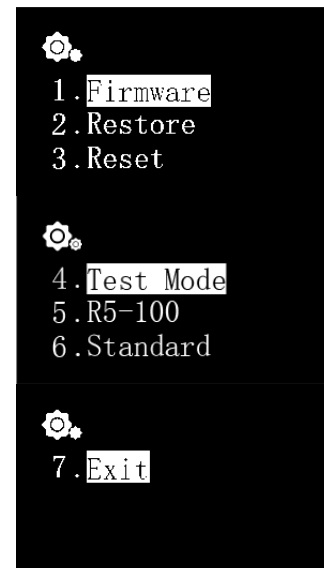 1.Firmware
2.Restore
3.Reset
4.Test Mode
5.R5-100
6.Standard
7.Exit